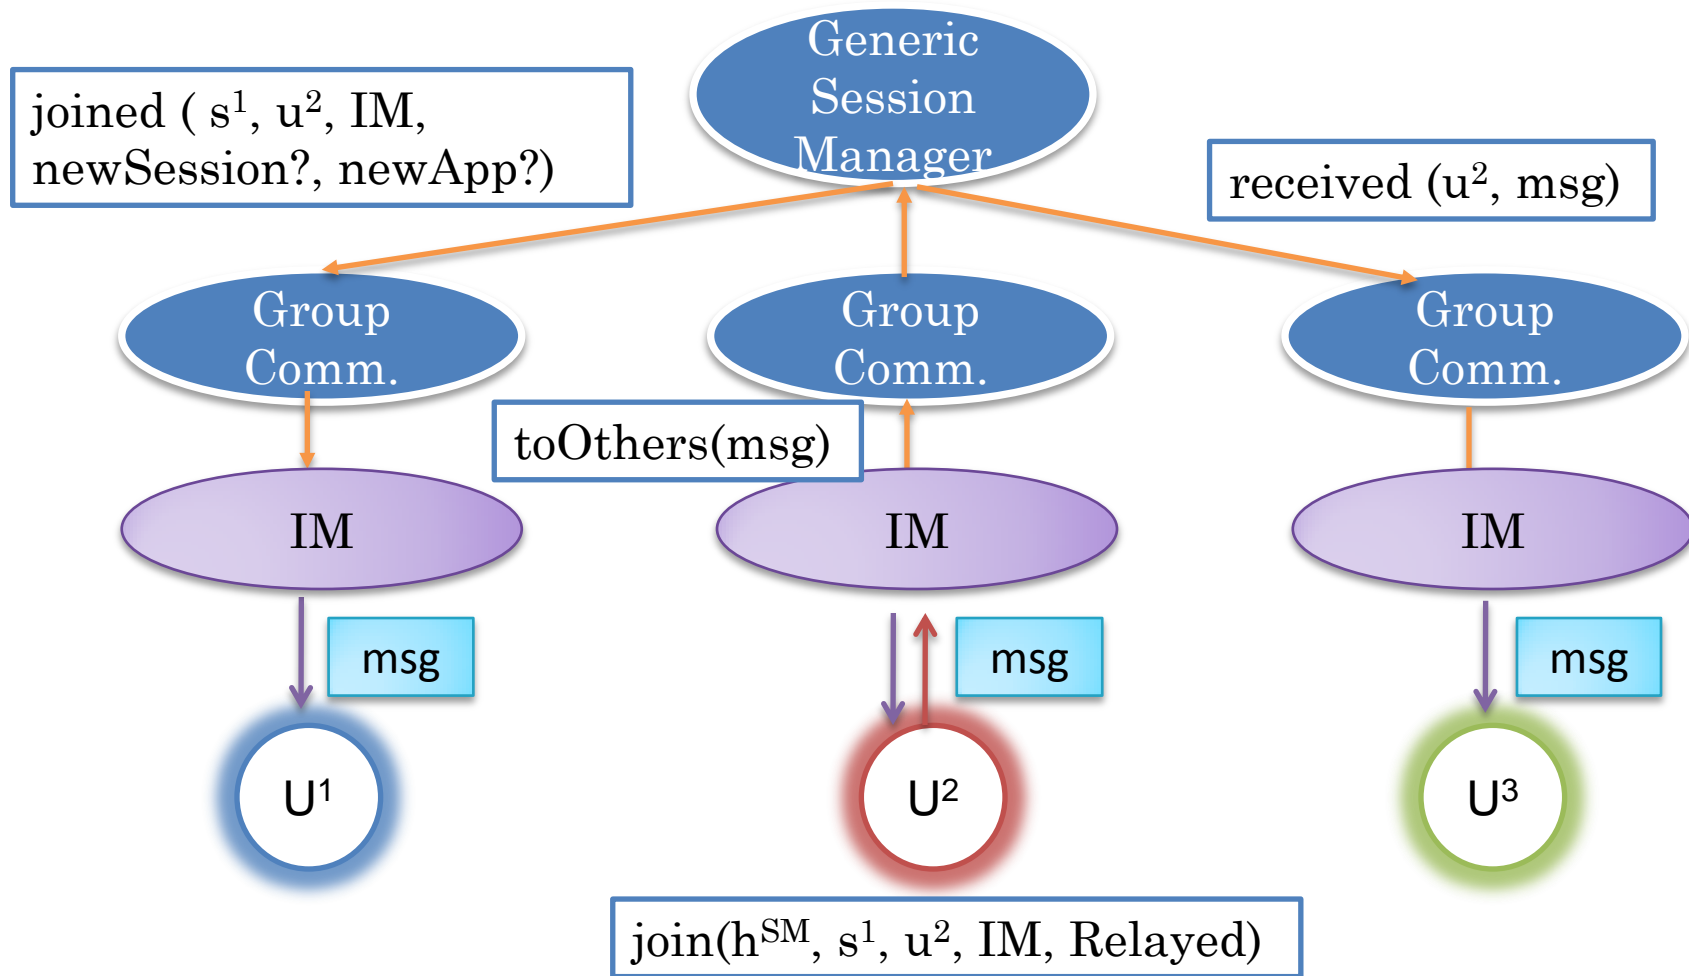 Generic
Session
Manager
joined ( s¹, u², IM,
newSession?, newApp?)
received (u², msg)
Group
Comm.
Group
Comm.
Group
Comm.
toOthers(msg)
IM
IM
IM
msg
msg
msg
U¹
U²
U³
join(hˢᴹ, s¹, u², IM, Relayed)